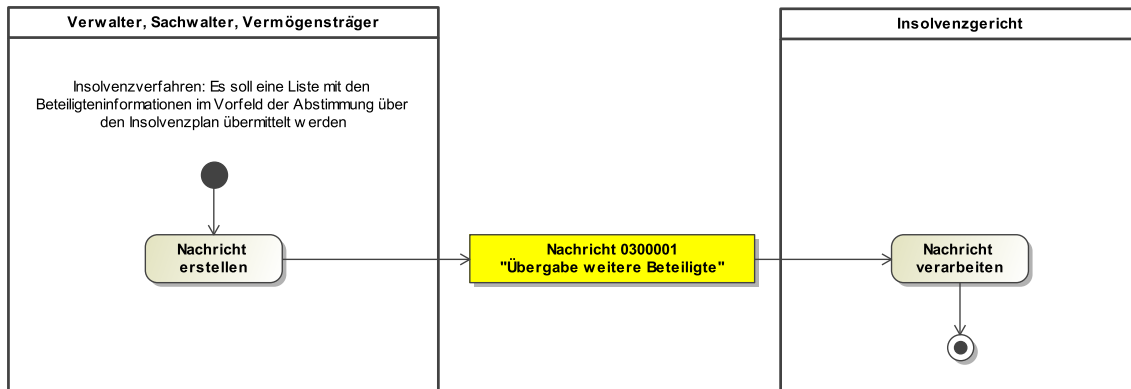 Verwalter, Sachwalter, Vermögensträger
Insolvenzgericht
Insolvenzverfahren: Es soll eine Liste mit den
Beteiligteninformationen im Vorfeld der Abstimmung über
den Insolvenzplan übermittelt werden
Nachricht
erstellen
Nachricht 0300001
"Übergabe weitere Beteiligte"
Nachricht
verarbeiten